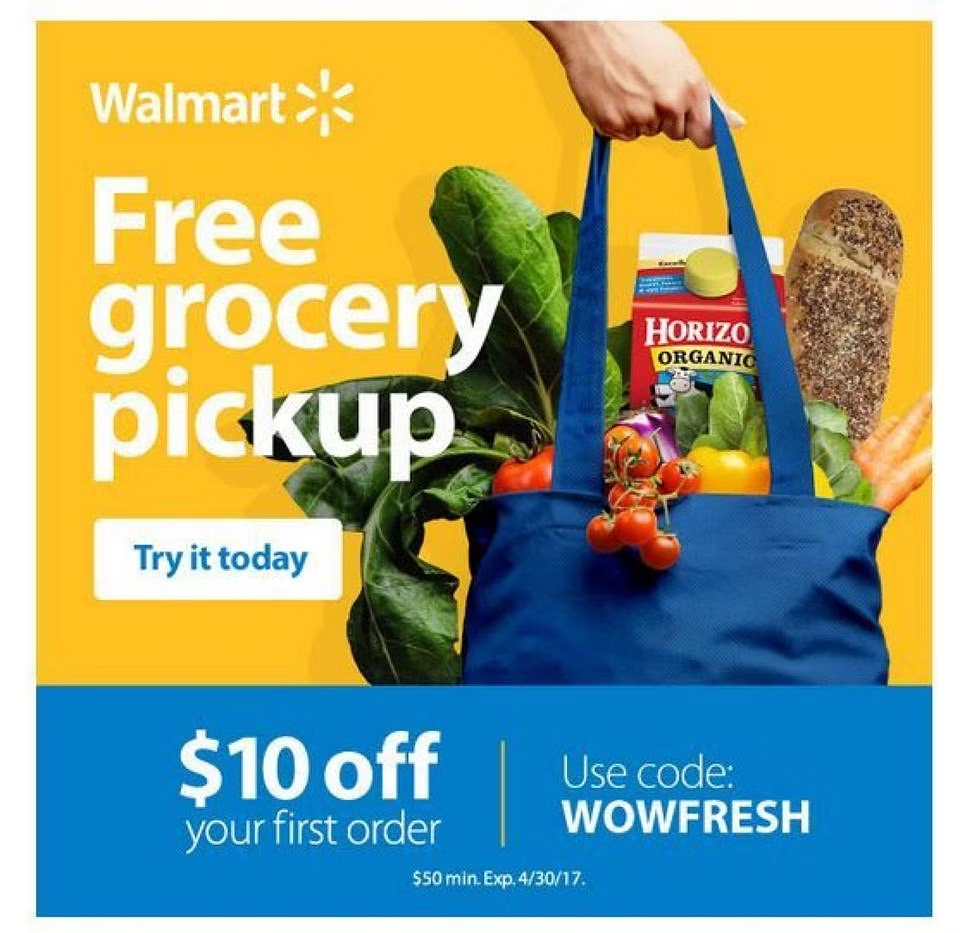 Walmart
Free
grocery
pickup
Try it today
HORIZO
ORGANIC
$10 off
your first order
Use code:
WOWFRESH
$50 min. Exp. 4/30/17.